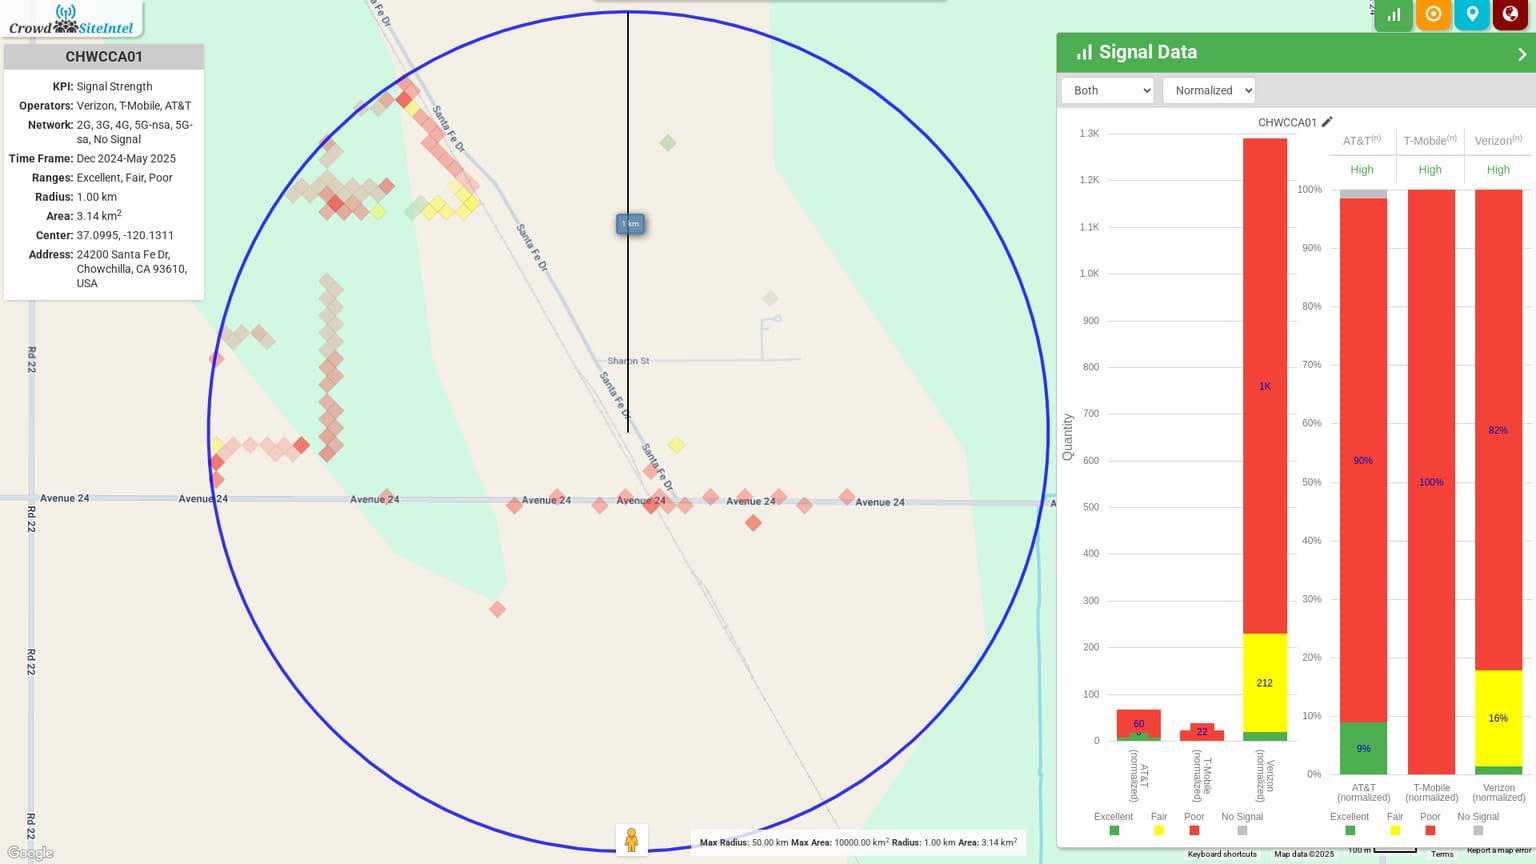 Crowd SiteIntel
CHWCCA01
KPI: Signal Strength
Operators: Verizon, T-Mobile, AT&T
Network: 2G, 3G, 4G, 5G-nsa, 5G-
sa, No Signal
Time Frame: Dec 2024-May 2025
Ranges: Excellent, Fair, Poor
Radius: 1.00 km
Area: 3.14 km²
Center: 37.0995, -120.1311
Address: 24200 Santa Fe Dr,
Chowchilla, CA 93610,
USA
a Fe Dr
Santa Fe Dr
Santa Fe Dr
1 km
Sharon St
Santa Fe Dr
Santa Fe Dr
Rd 22
Avenue 24
Avenue 24
Avenue 24
Avenue 24
Avenue 24
Avenue 24
Avenue 24
A
Rd 22
Rd 22
Rd 22
Google
Max Radius: 50.00 km Max Area: 10000.00 km² Radius: 1.00 km Area: 3.14 km²
24
Signal Data
Both
Normalized
CHWCCA01
1.3K
1.2K
1.1K
1.0K
900
800
700
600
500
400
300
200
100
0
Quantity
1K
212
60
22
AT&T
(normalized)
T-Mobile
(normalized)
Verizon
(normalized)
Excellent Fair Poor No Signal
AT&T(n) T-Mobile(n) Verizon(n)
High High High
100%
90%
80%
70%
60%
50%
40%
30%
20%
10%
0%
90%
9%
100%
82%
16%
AT&T
(normalized)
T-Mobile
(normalized)
Verizon
(normalized)
Excellent Fair Poor No Signal
Keyboard shortcuts Map data ©2025 100 m Terms Report a map error